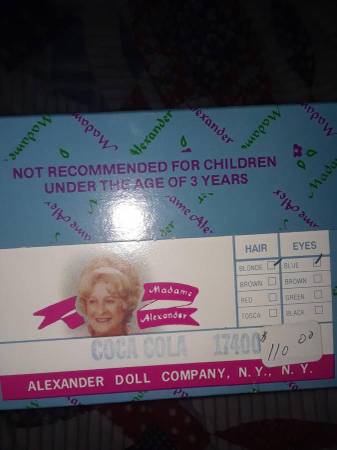 Madame Alexander
NOT RECOMMENDED FOR CHILDREN
UNDER THE AGE OF 3 YEARS
HAIR EYES
BLONDE BLUE
BROWN BROWN
RED GREEN
TOSCA BLACK
Madame
Alexander
COCA COLA 17400
$110 00
ALEXANDER DOLL COMPANY, N.Y., N.Y.